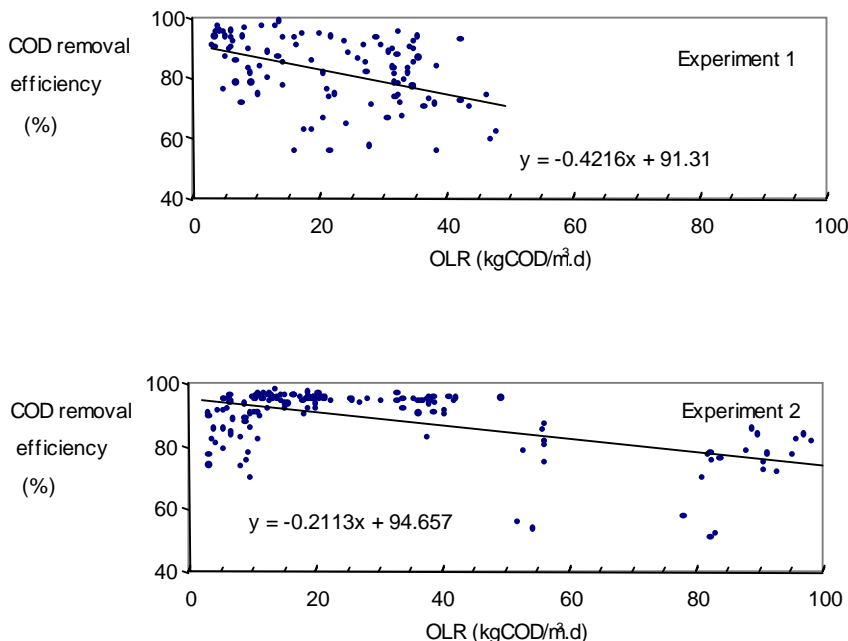 100
COD removal
efficiency
(%)
80
60
40
Experiment 1
y = -0.4216x + 91.31
0 20 40 60 80 100
OLR (kgCOD/m³.d)
100
COD removal
efficiency
(%)
80
60
40
Experiment 2
y = -0.2113x + 94.657
0 20 40 60 80 100
OLR (kgCOD/m³.d)